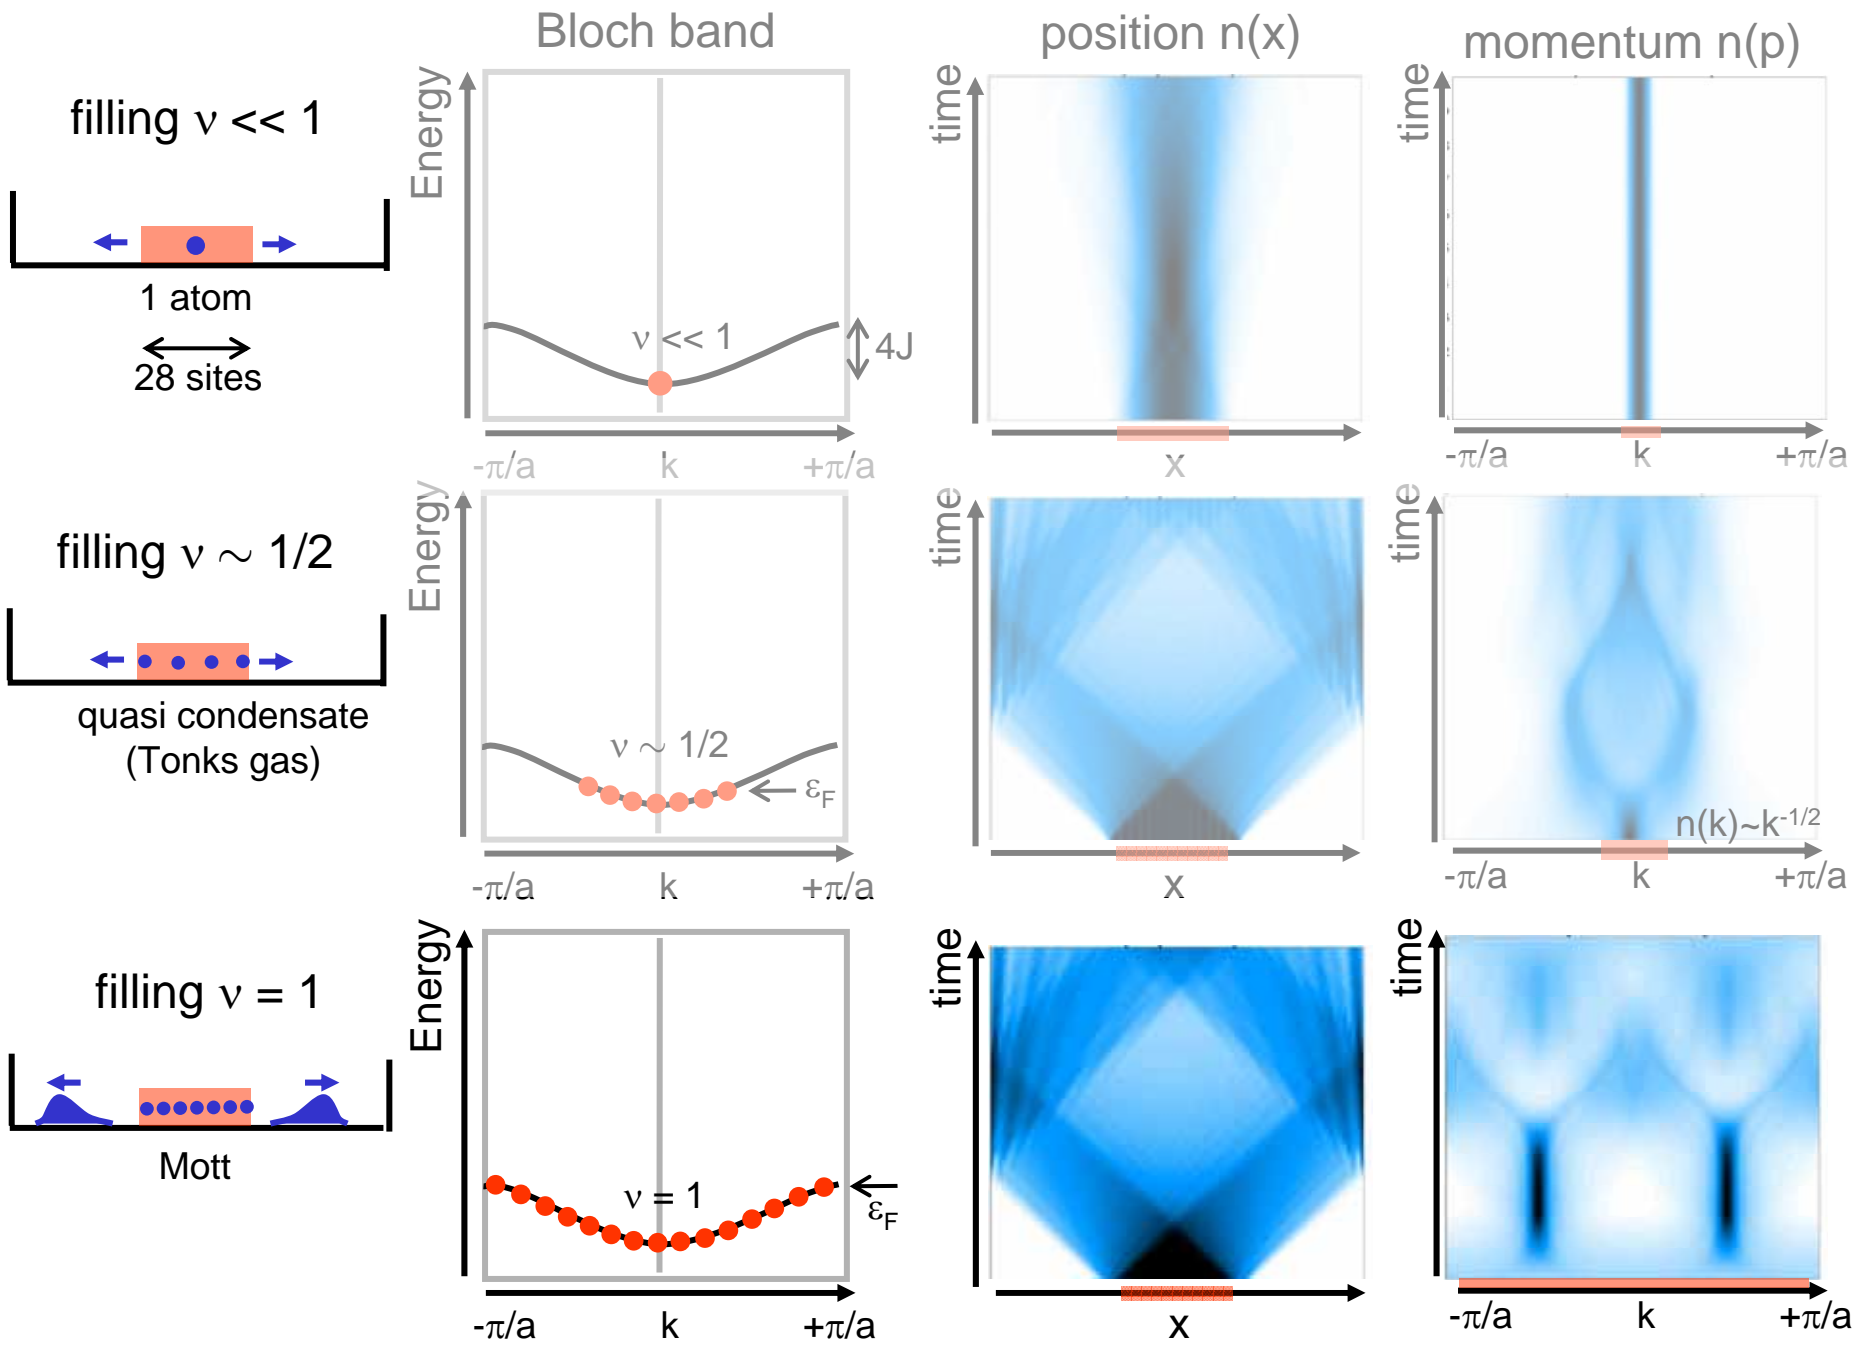 Bloch band
position n(x)
momentum n(p)
filling ν << 1
1 atom
28 sites
Energy
ν << 1
4J
-π/a
k
+π/a
time
x
time
-π/a
k
+π/a
filling ν ~ 1/2
quasi condensate
(Tonks gas)
Energy
ν ~ 1/2
εF
-π/a
k
+π/a
time
x
time
n(k)~k-1/2
-π/a
k
+π/a
filling ν = 1
Mott
Energy
ν = 1
εF
-π/a
k
+π/a
time
x
time
-π/a
k
+π/a